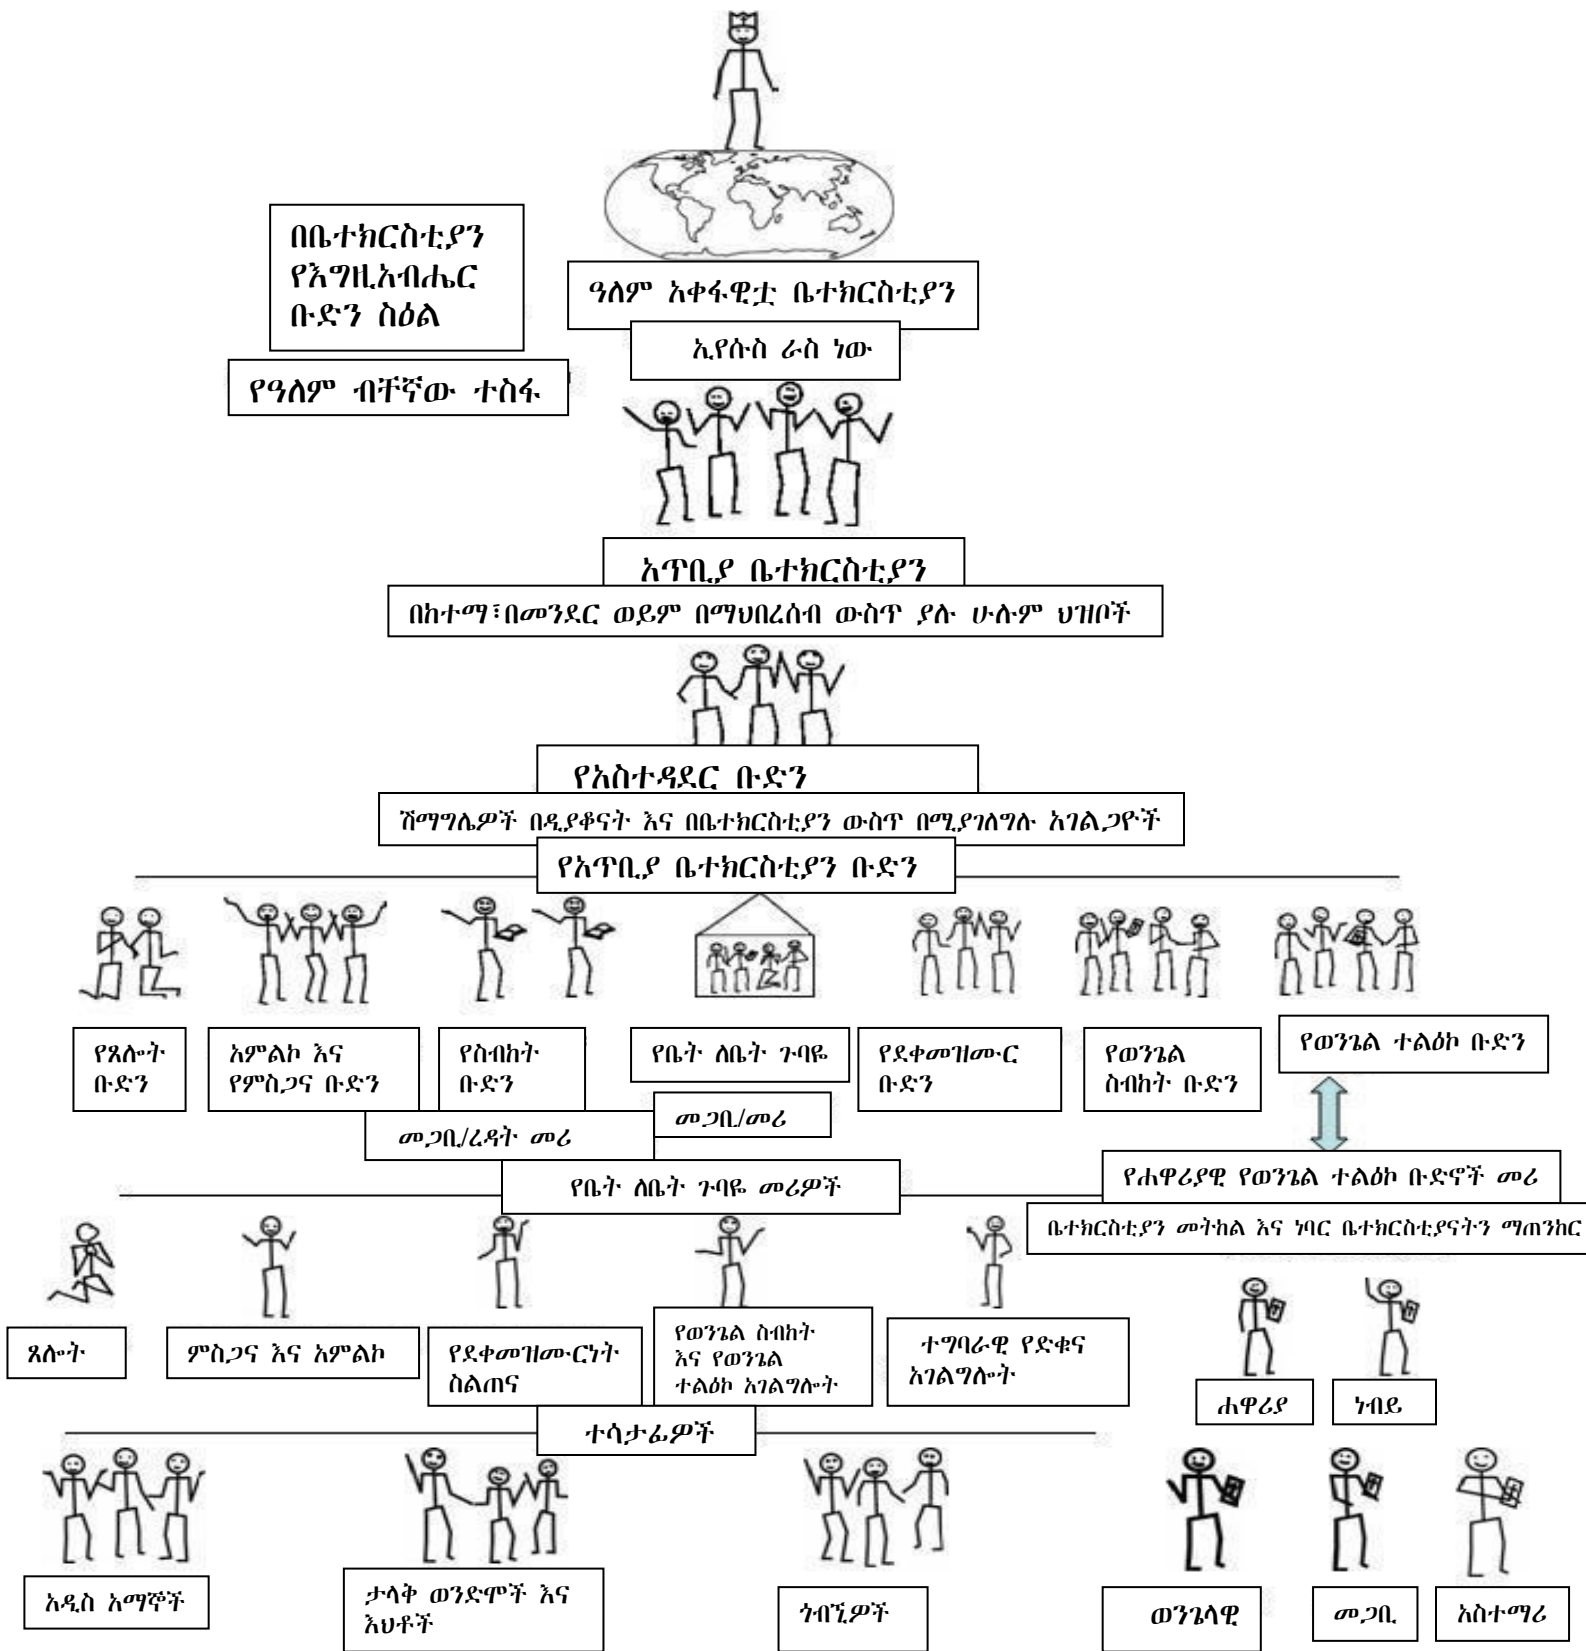 በቤተክርስቲያን
የእግዚአብሔር
ቡድን ስዕል
የዓለም ብቸኛው ተስፋ
ዓለም አቀፋዊቷ ቤተክርስቲያን
ኢየሱስ ራስ ነው
አጥቢያ ቤተክርስቲያን
በከተማ፣በመንደር ወይም በማህበረሰብ ውስጥ ያሉ ሁሉም ህዝቦች
የአስተዳደር ቡድን
ሽማግሌዎች በዲያቆናት እና በቤተክርስቲያን ውስጥ በሚያገለግሉ አገልጋዮች
የአጥቢያ ቤተክርስቲያን ቡድን
የጸሎት
ቡድን
አምልኮ እና
የምስጋና ቡድን
የስብከት
ቡድን
የቤት ለቤት ጉባዬ
የደቀመዝሙር
ቡድን
የወንጌል
ስብከት ቡድን
የወንጌል ተልዕኮ ቡድን
መጋቢ/ረዳት መሪ
መጋቢ/መሪ
የቤት ለቤት ጉባዬ መሪዎች
የሐዋሪያዊ የወንጌል ተልዕኮ ቡድኖች መሪ
ቤተክርስቲያን መትከል እና ነባር ቤተክርስቲያናትን ማጠንከር
ጸሎት
ምስጋና እና አምልኮ
የደቀመዝሙርነት
ስልጠና
የወንጌል ስብከት
እና የወንጌል
ተልዕኮ አገልግሎት
ተግባራዊ የድቁና
አገልግሎት
ሐዋሪያ
ነብይ
ተሳታፊዎች
አዲስ አማኞች
ታላቅ ወንድሞች እና
እህቶች
ጎብኚዎች
ወንጌላዊ
መጋቢ
አስተማሪ